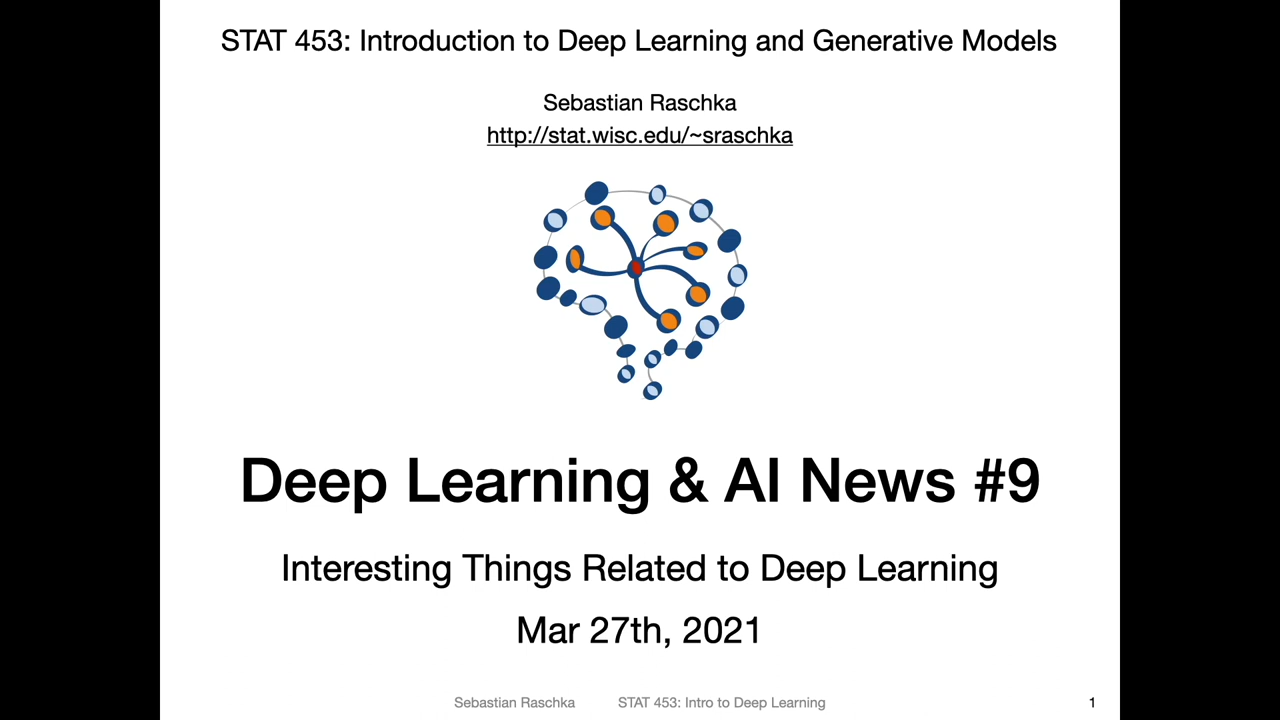 STAT 453: Introduction to Deep Learning and Generative Models
Sebastian Raschka
http://stat.wisc.edu/~sraschka
Deep Learning & AI News #9
Interesting Things Related to Deep Learning
Mar 27th, 2021
Sebastian Raschka STAT 453: Intro to Deep Learning 1